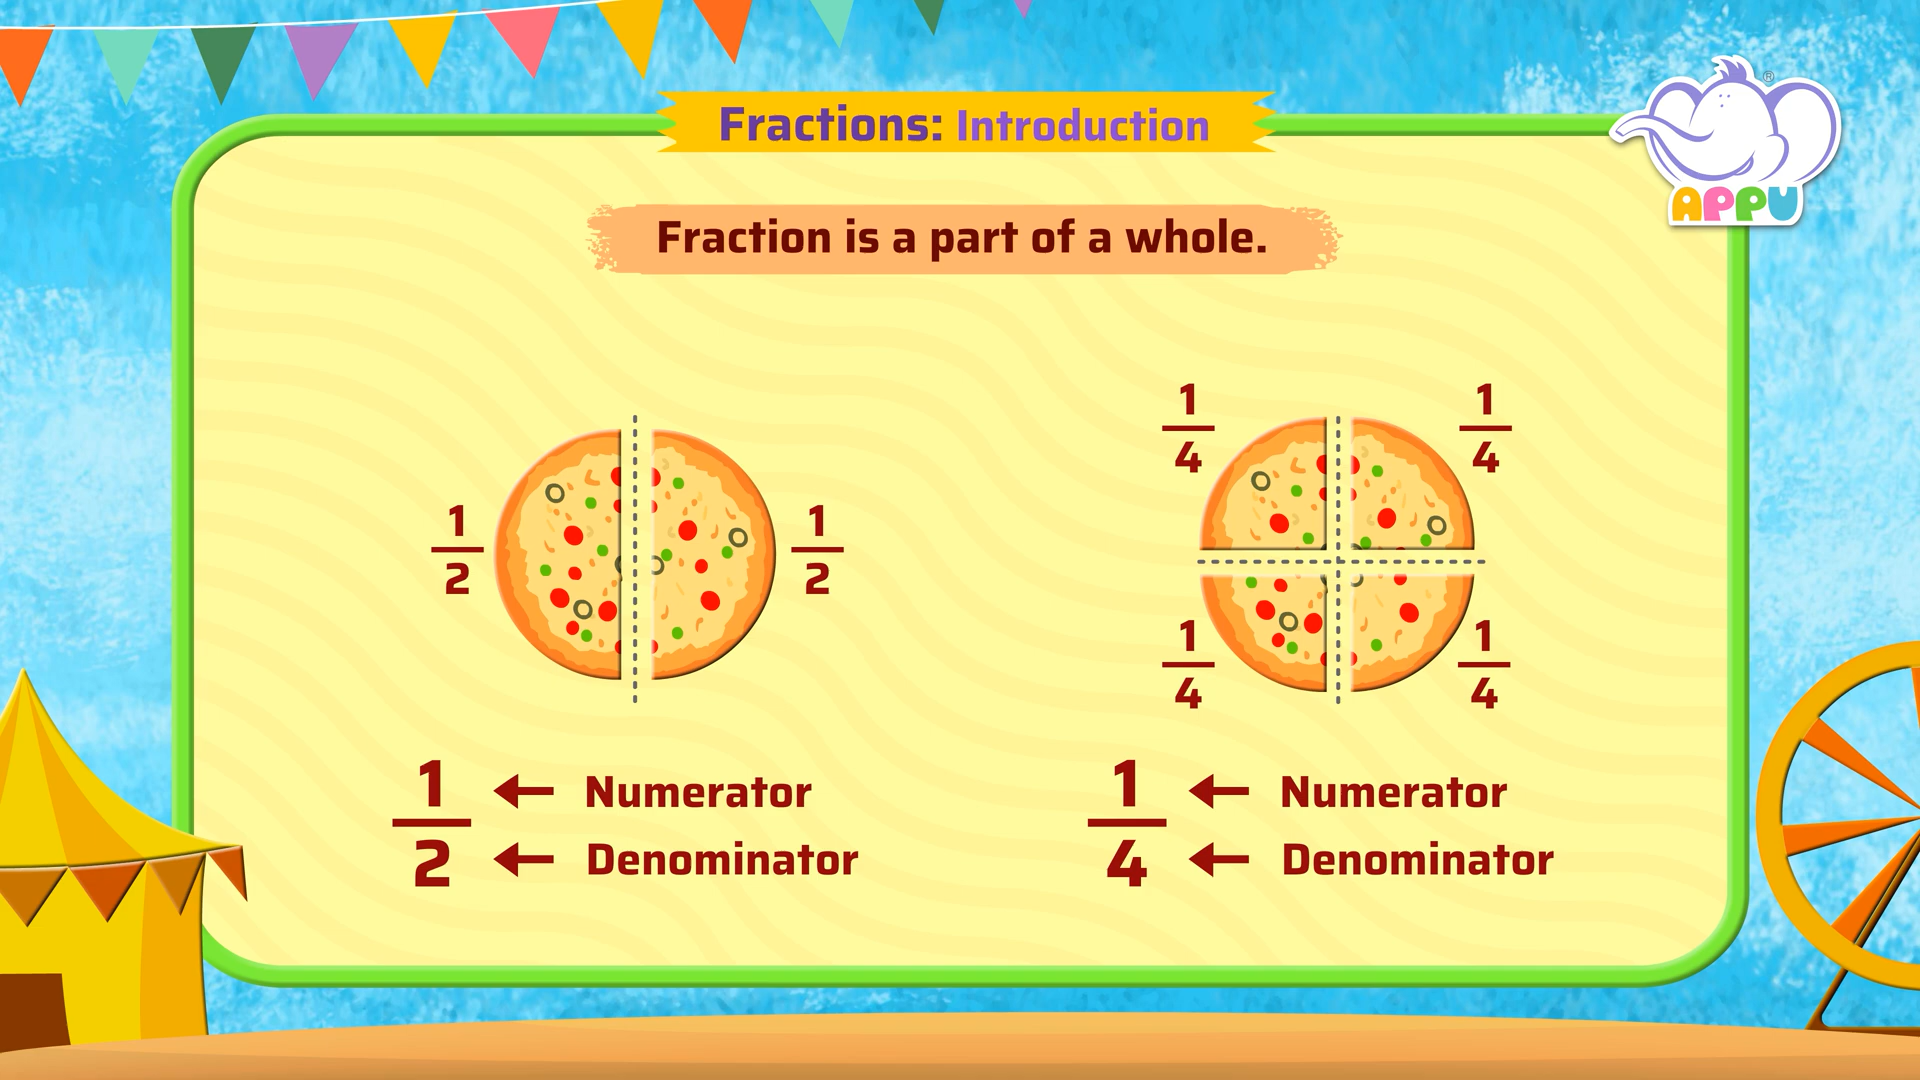 Fractions: Introduction
®
APPU
Fraction is a part of a whole.
1
2
1
2
1
4
1
4
1
4
1
4
1
2
Numerator
Denominator
1
4
Numerator
Denominator